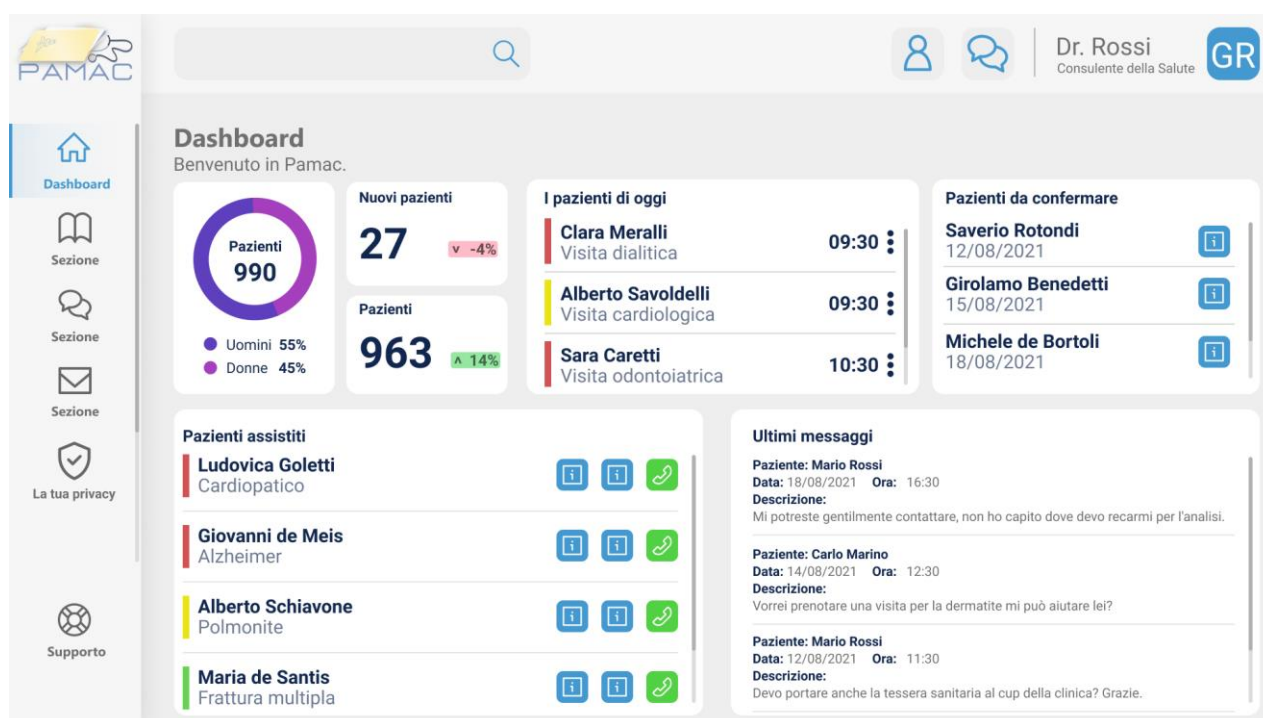 PAMAC
Dr. Rossi
Consulente della Salute
GR
Dashboard
Sezione
Sezione
Sezione
La tua privacy
Supporto
Dashboard
Benvenuto in Pamac.
Pazienti
990
Uomini 55%
Donne 45%
Nuovi pazienti
27
v -4%
Pazienti
963
^ 14%
I pazienti di oggi
Clara Meralli
Visita dialitica
09:30
Alberto Savoldelli
Visita cardiologica
09:30
Sara Caretti
Visita odontoiatrica
10:30
Pazienti da confermare
Saverio Rotondi
12/08/2021
Girolamo Benedetti
15/08/2021
Michele de Bortoli
18/08/2021
Pazienti assistiti
Ludovica Goletti
Cardiopatico
Giovanni de Meis
Alzheimer
Alberto Schiavone
Polmonite
Maria de Santis
Frattura multipla
Ultimi messaggi
Paziente: Mario Rossi
Data: 18/08/2021 Ora: 16:30
Descrizione:
Mi potreste gentilmente contattare, non ho capito dove devo recarmi per l'analisi.
Paziente: Carlo Marino
Data: 14/08/2021 Ora: 12:30
Descrizione:
Vorrei prenotare una visita per la dermatite mi può aiutare lei?
Paziente: Mario Rossi
Data: 12/08/2021 Ora: 11:30
Descrizione:
Devo portare anche la tessera sanitaria al cup della clinica? Grazie.